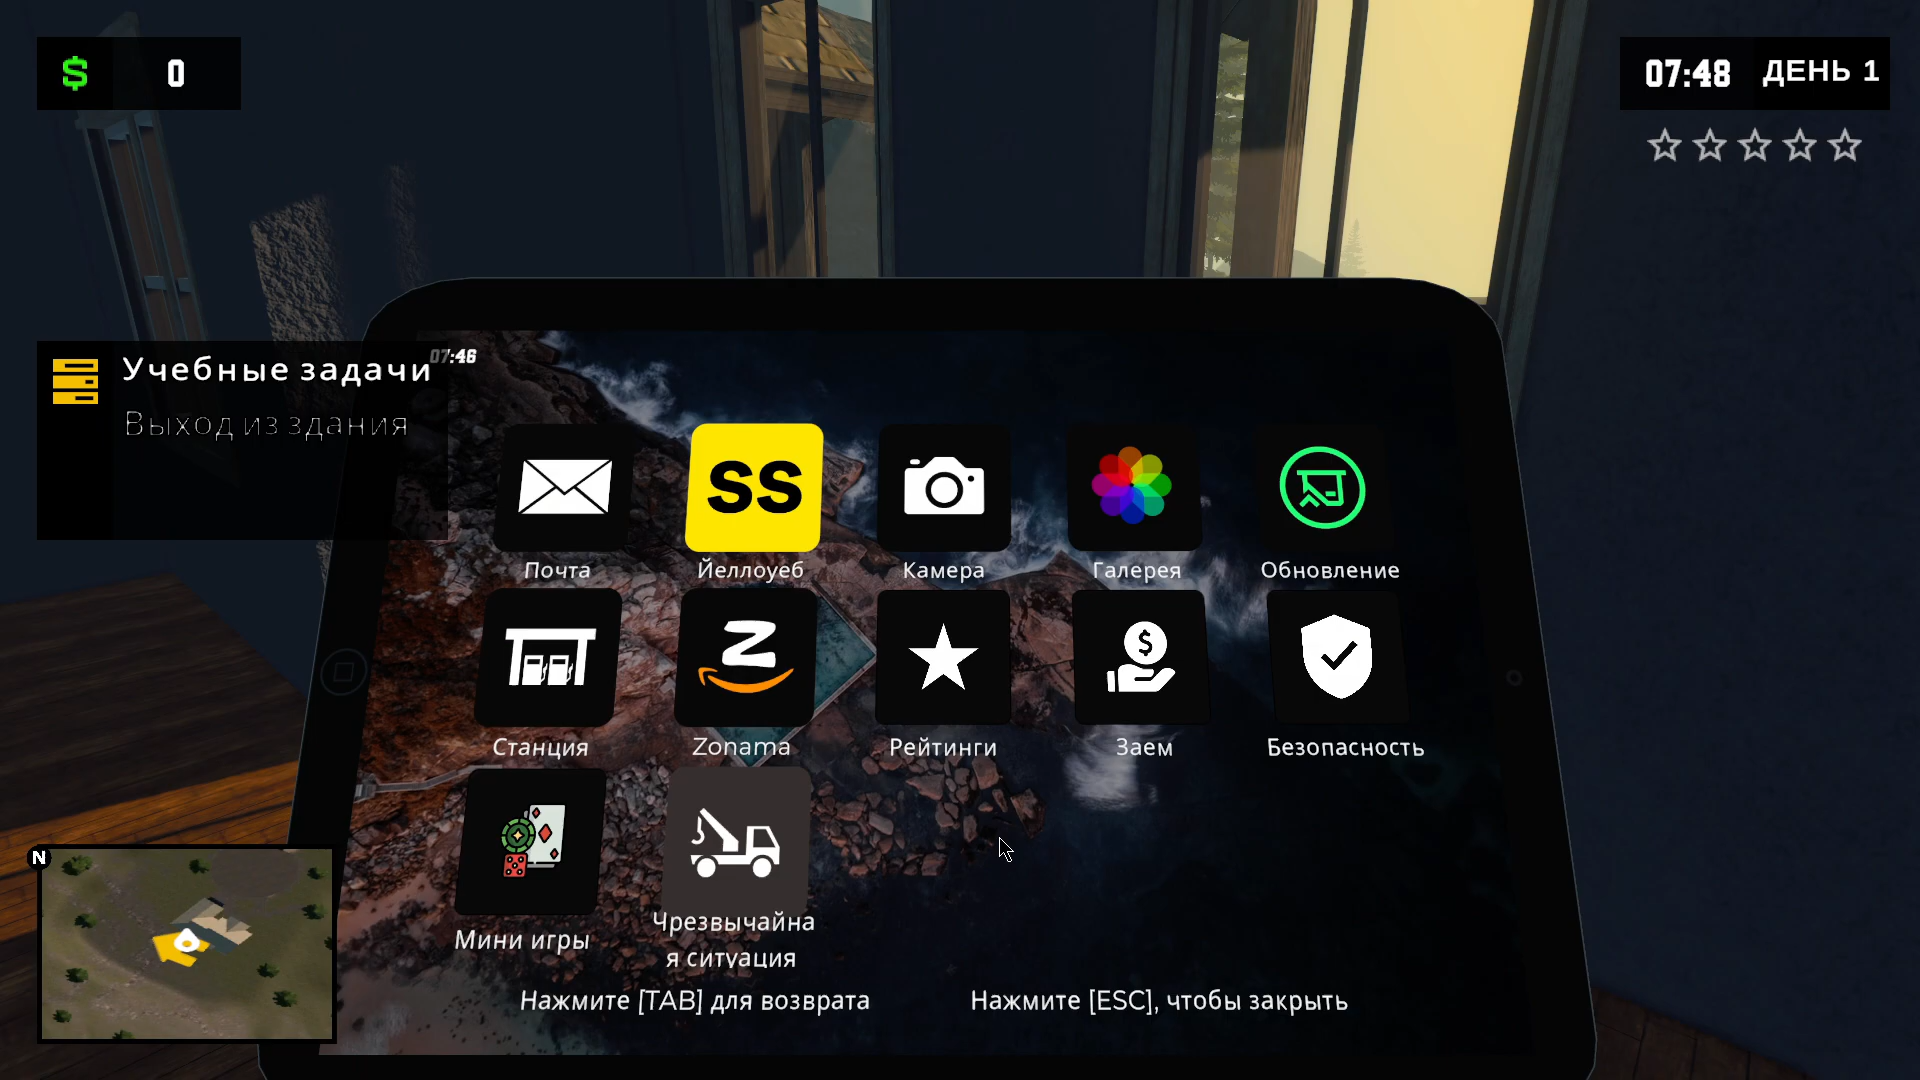 $ 0
07:48 ДЕНЬ 1
07:46
Учебные задачи
Выход из здания
SS
Почта
Йеллоуеб
Камера
Галерея
Обновление
Z
$
Станция
Zonama
Рейтинги
Заем
Безопасность
Мини игры
Чрезвычайна
я ситуация
N
Нажмите [TAB] для возврата
Нажмите [ESC], чтобы закрыть